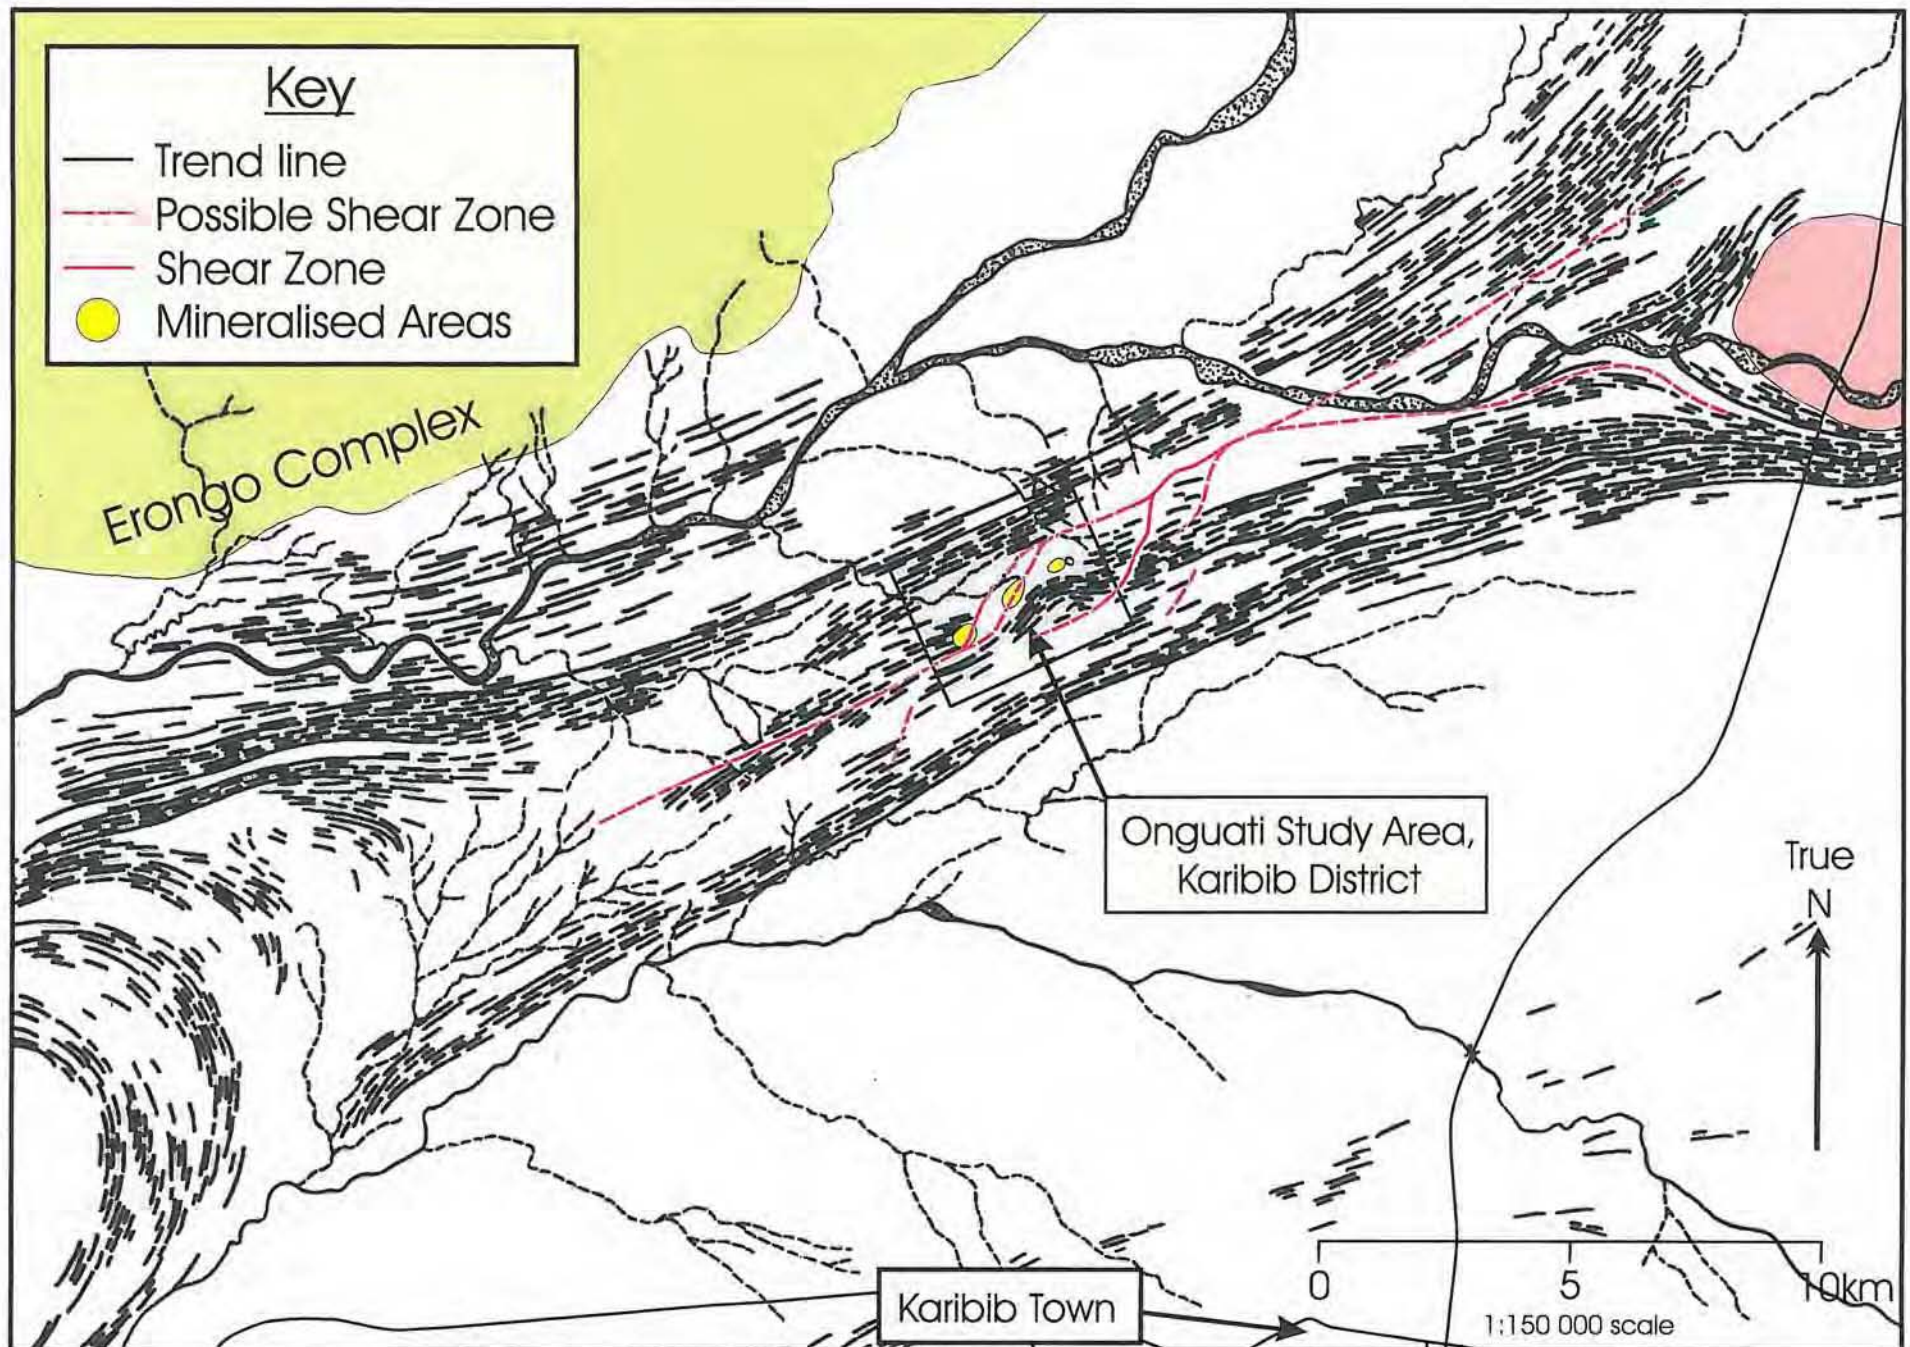 Key
Trend line
Possible Shear Zone
Shear Zone
Mineralised Areas
Erongo Complex
Onguati Study Area,
Karibib District
True
N
Karibib Town
0 5 10km
1:150 000 scale